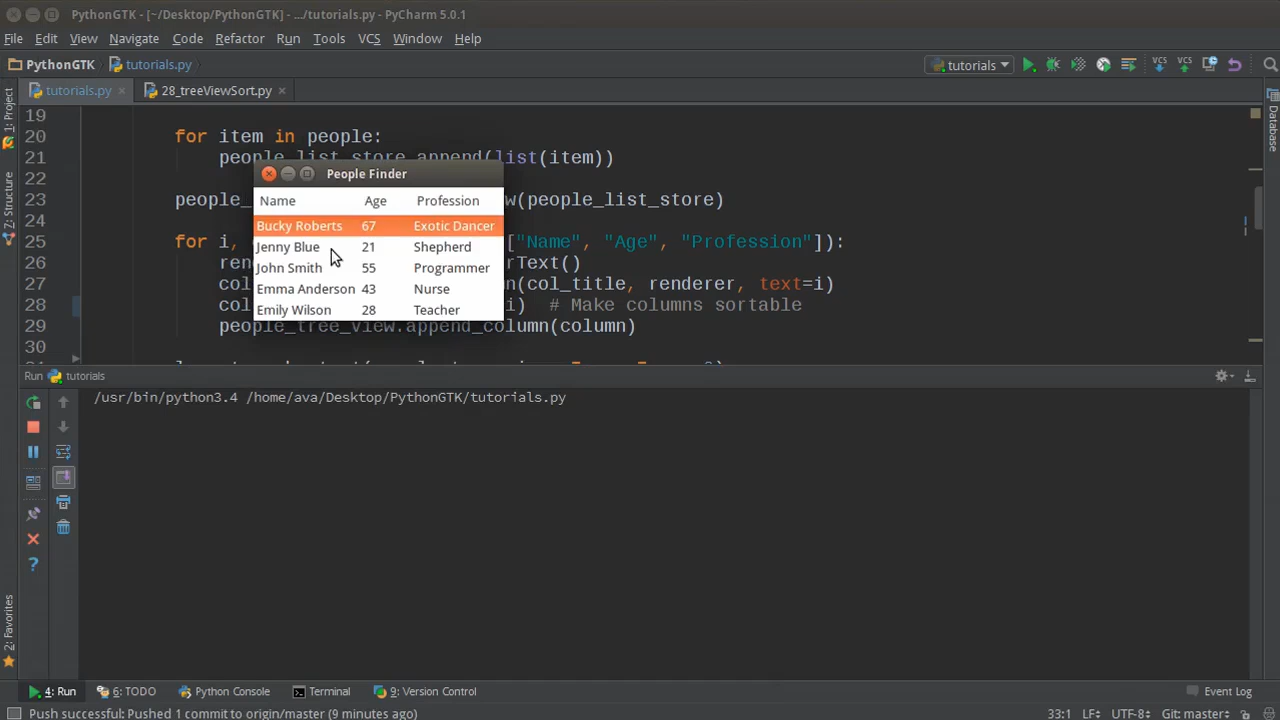 PythonGTK - [~/Desktop/PythonGTK] - .../tutorials.py - PyCharm 5.0.1
File Edit View Navigate Code Refactor Run Tools VCS Window Help
PythonGTK tutorials.py tutorials VCS VCS
tutorials.py 28_treeViewSort.py
1: Project
7: Structure
2: Favorites
Database
19
20 for item in people:
21 people_list_store.append(list(item))
22
23 people_ w(people_list_store)
24
25 for i, ["Name", "Age", "Profession"]):
26 ren rText()
27 col n(col_title, renderer, text=i)
28 col i) # Make columns sortable
29 people_tree_view.append_column(column)
30
People Finder
Name Age Profession
Bucky Roberts 67 Exotic Dancer
Jenny Blue 21 Shepherd
John Smith 55 Programmer
Emma Anderson 43 Nurse
Emily Wilson 28 Teacher
Run tutorials
/usr/bin/python3.4 /home/ava/Desktop/PythonGTK/tutorials.py
4: Run 6: TODO Python Console Terminal 9: Version Control Event Log
Push successful: Pushed 1 commit to origin/master (9 minutes ago) 33:1 LF÷ UTF-8÷ Git: master÷